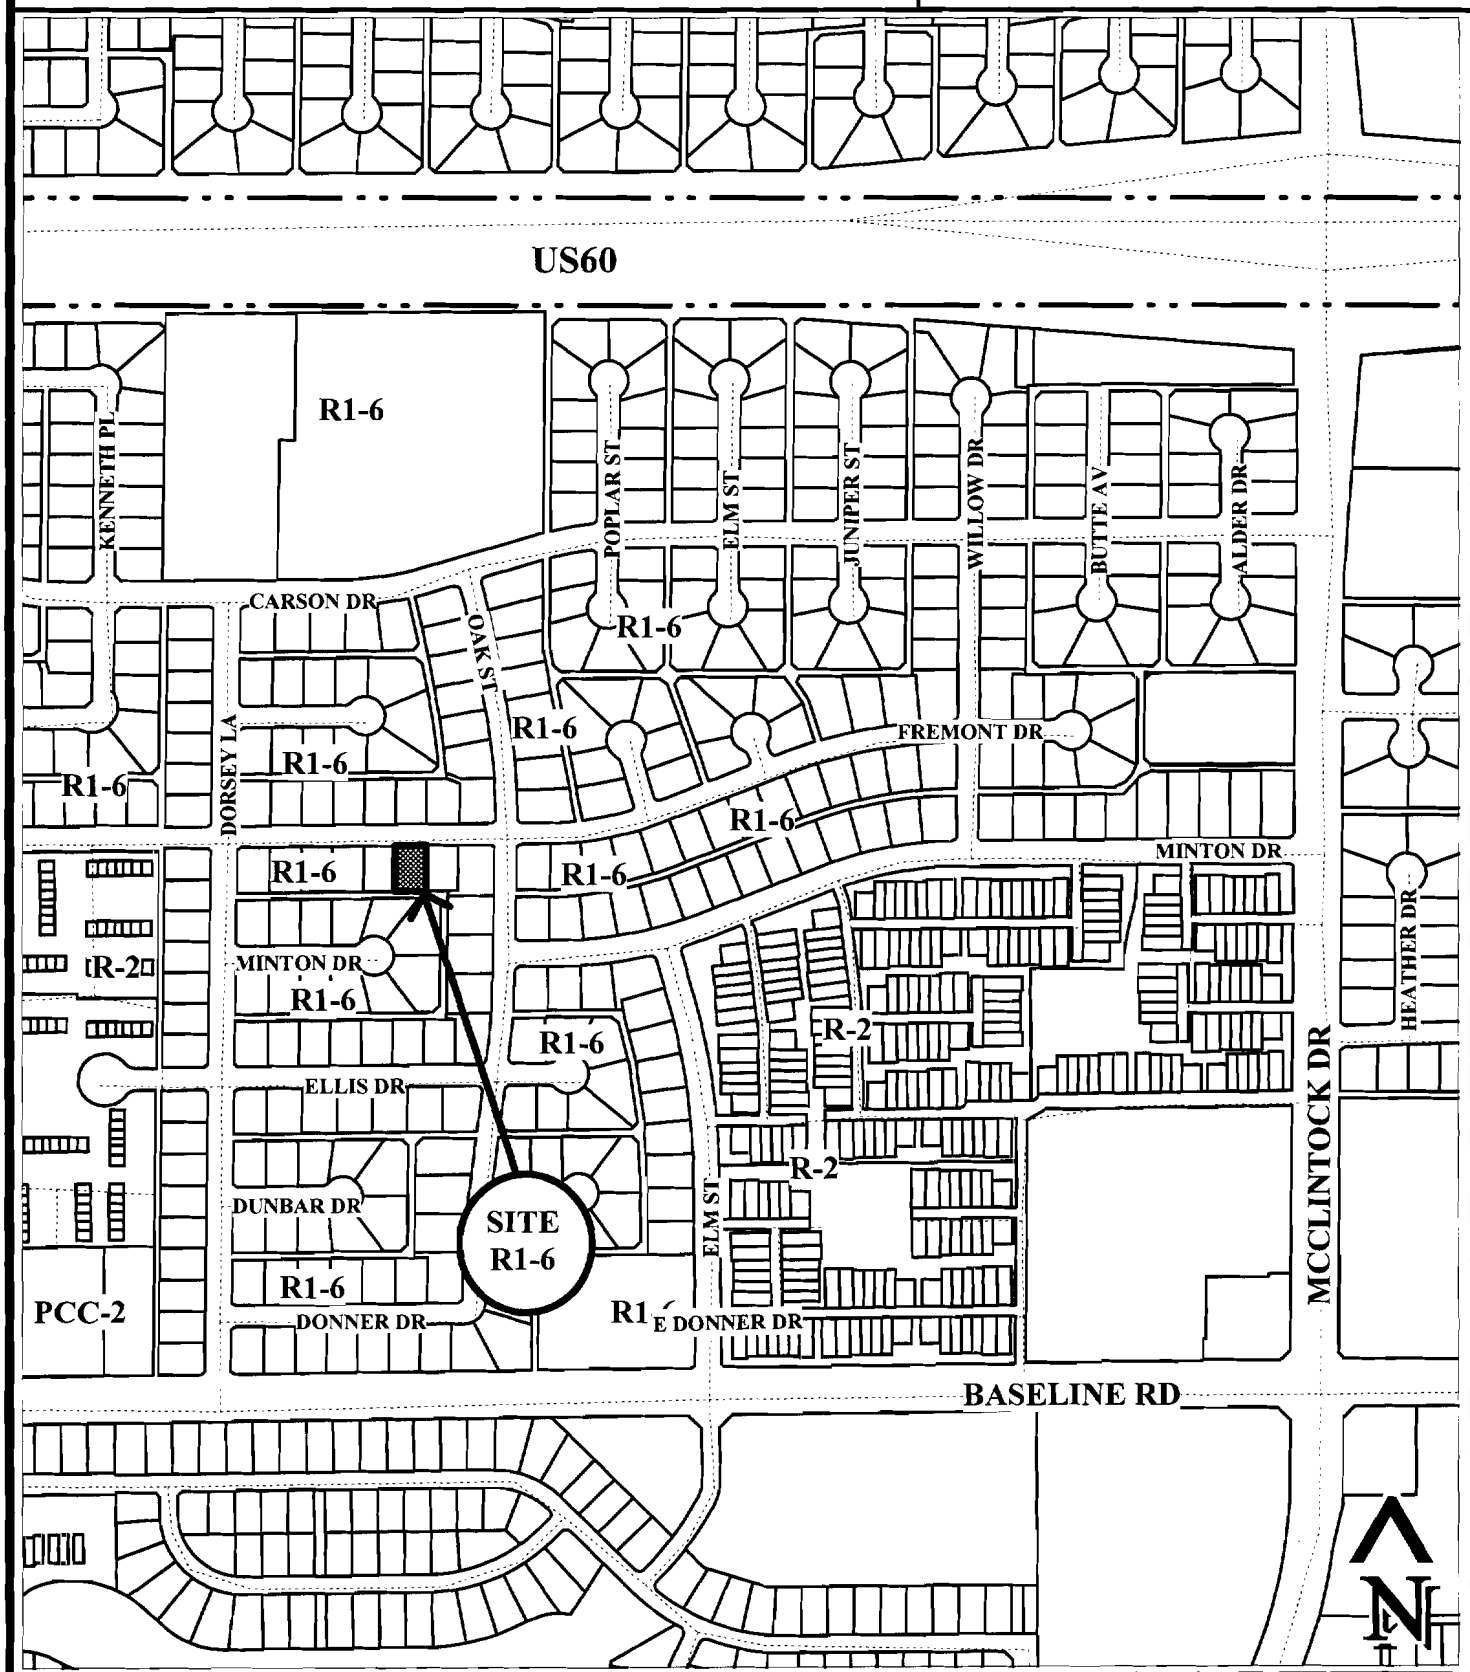 US60
R1-6
KENNETH PL
POPLAR ST
ELM ST
JUNIPER ST
WILLOW DR
BUTTE AV
ALDER DR
CARSON DR
OAK ST
R1-6
R1-6
FREMONT DR
DORSEY LA
R1-6
R1-6
R1-6
MINTON DR
R1-6
R1-6
HEATHER DR
MINTON DR
R-2
R1-6
R-2
R1-6
ELLIS DR
MCCLINTOCK DR
R-2
DUNBAR DR
ELM ST
SITE
R1-6
R1-6
PCC-2
R1-6
DONNER DR
E DONNER DR
BASELINE RD
N